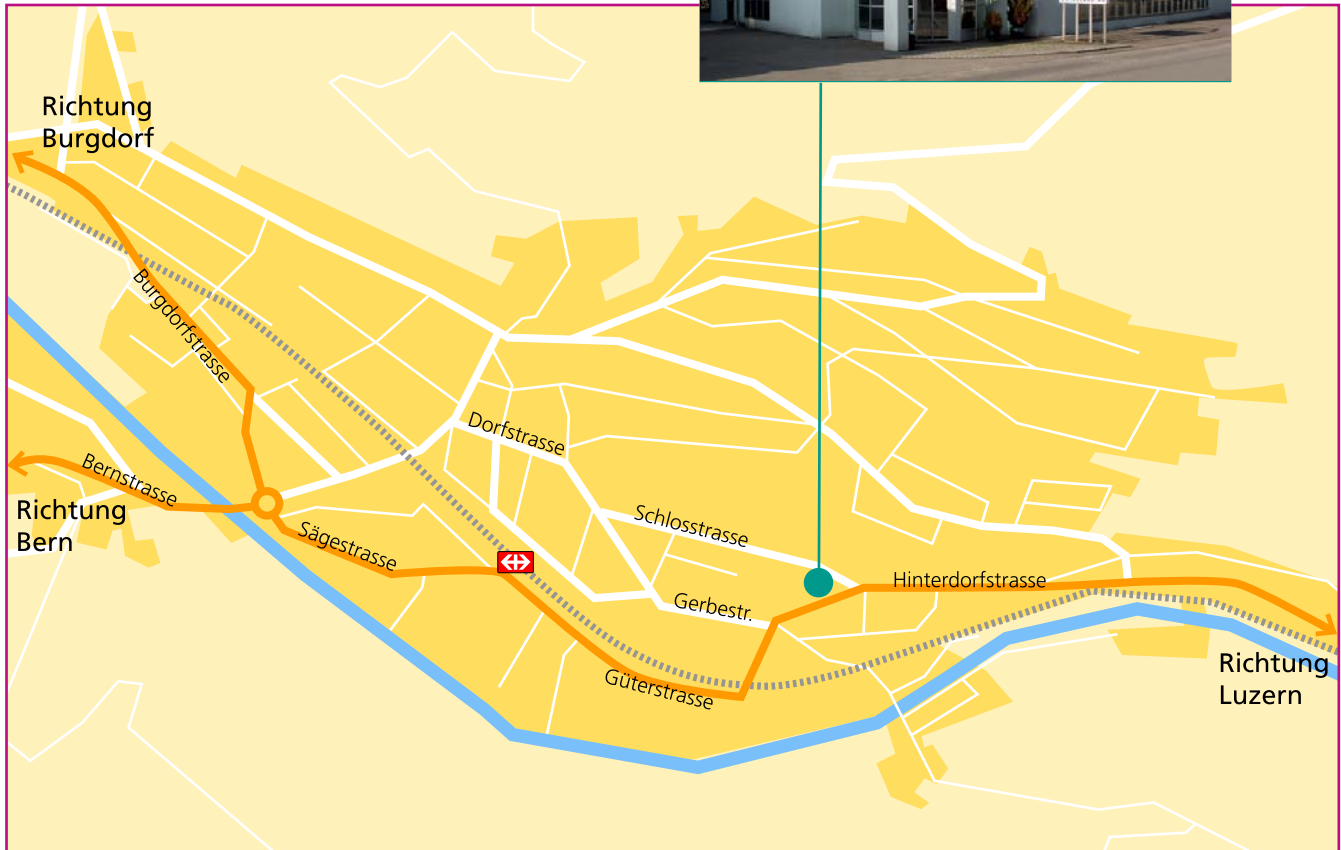 Richtung
Burgdorf
Burgdorfstrasse
Dorfstrasse
Bernstrasse
Richtung
Bern
Sägestrasse
Schlosstrasse
Hinterdorfstrasse
Gerbestr.
Güterstrasse
Richtung
Luzern